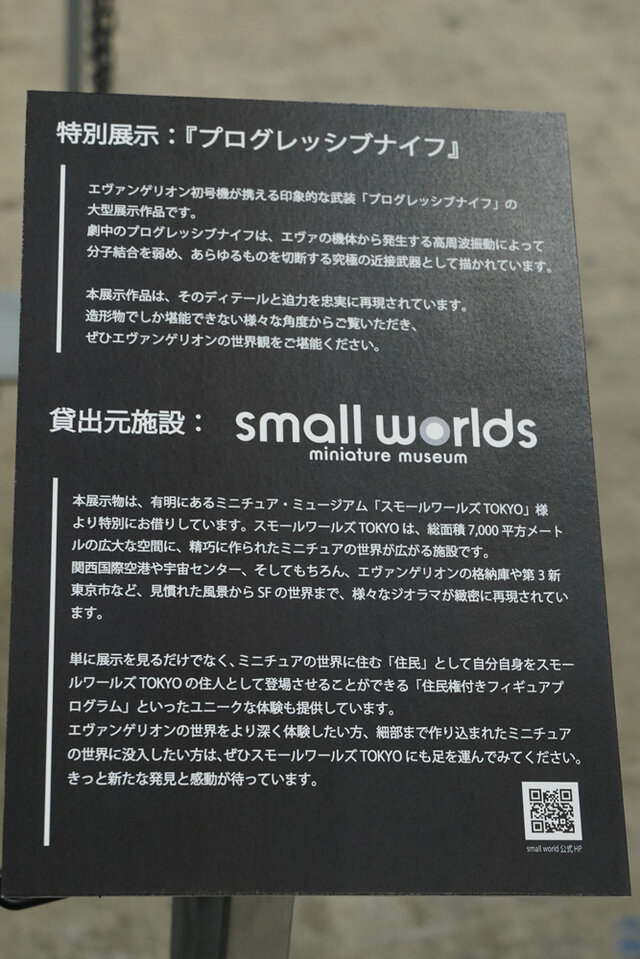 特別展示：『プログレッシブナイフ』
エヴァンゲリオン初号機が携える印象的な武装「プログレッシブナイフ」の
大型展示作品です。
劇中のプログレッシブナイフは、エヴァの機体から発生する高周波振動によって
分子結合を弱め、あらゆるものを切断する究極の近接武器として描かれています。
本展示作品は、そのディテールと迫力を忠実に再現されています。
造形物でしか堪能できない様々な角度からご覧いただき、
ぜひエヴァンゲリオンの世界観をご堪能ください。
貸出元施設： small worlds
miniature museum
本展示物は、有明にあるミニチュア・ミュージアム「スモールワールズ TOKYO」様
より特別にお借りしています。スモールワールズ TOKYO は、総面積 7,000 平方メート
ルの広大な空間に、精巧に作られたミニチュアの世界が広がる施設です。
関西国際空港や宇宙センター、そしてもちろん、エヴァンゲリオンの格納庫や第 3 新
東京市など、見慣れた風景から SF の世界まで、様々なジオラマが緻密に再現されてい
ます。
単に展示を見るだけでなく、ミニチュアの世界に住む「住民」として自分自身をスモー
ルワールズ TOKYO の住人として登場させることができる「住民権付きフィギュアプ
ログラム」といったユニークな体験も提供しています。
エヴァンゲリオンの世界をより深く体験したい方、細部まで作り込まれたミニチュア
の世界に没入したい方は、ぜひスモールワールズ TOKYO にも足を運んでみてください。
きっと新たな発見と感動が待っています。
small world 公式 HP